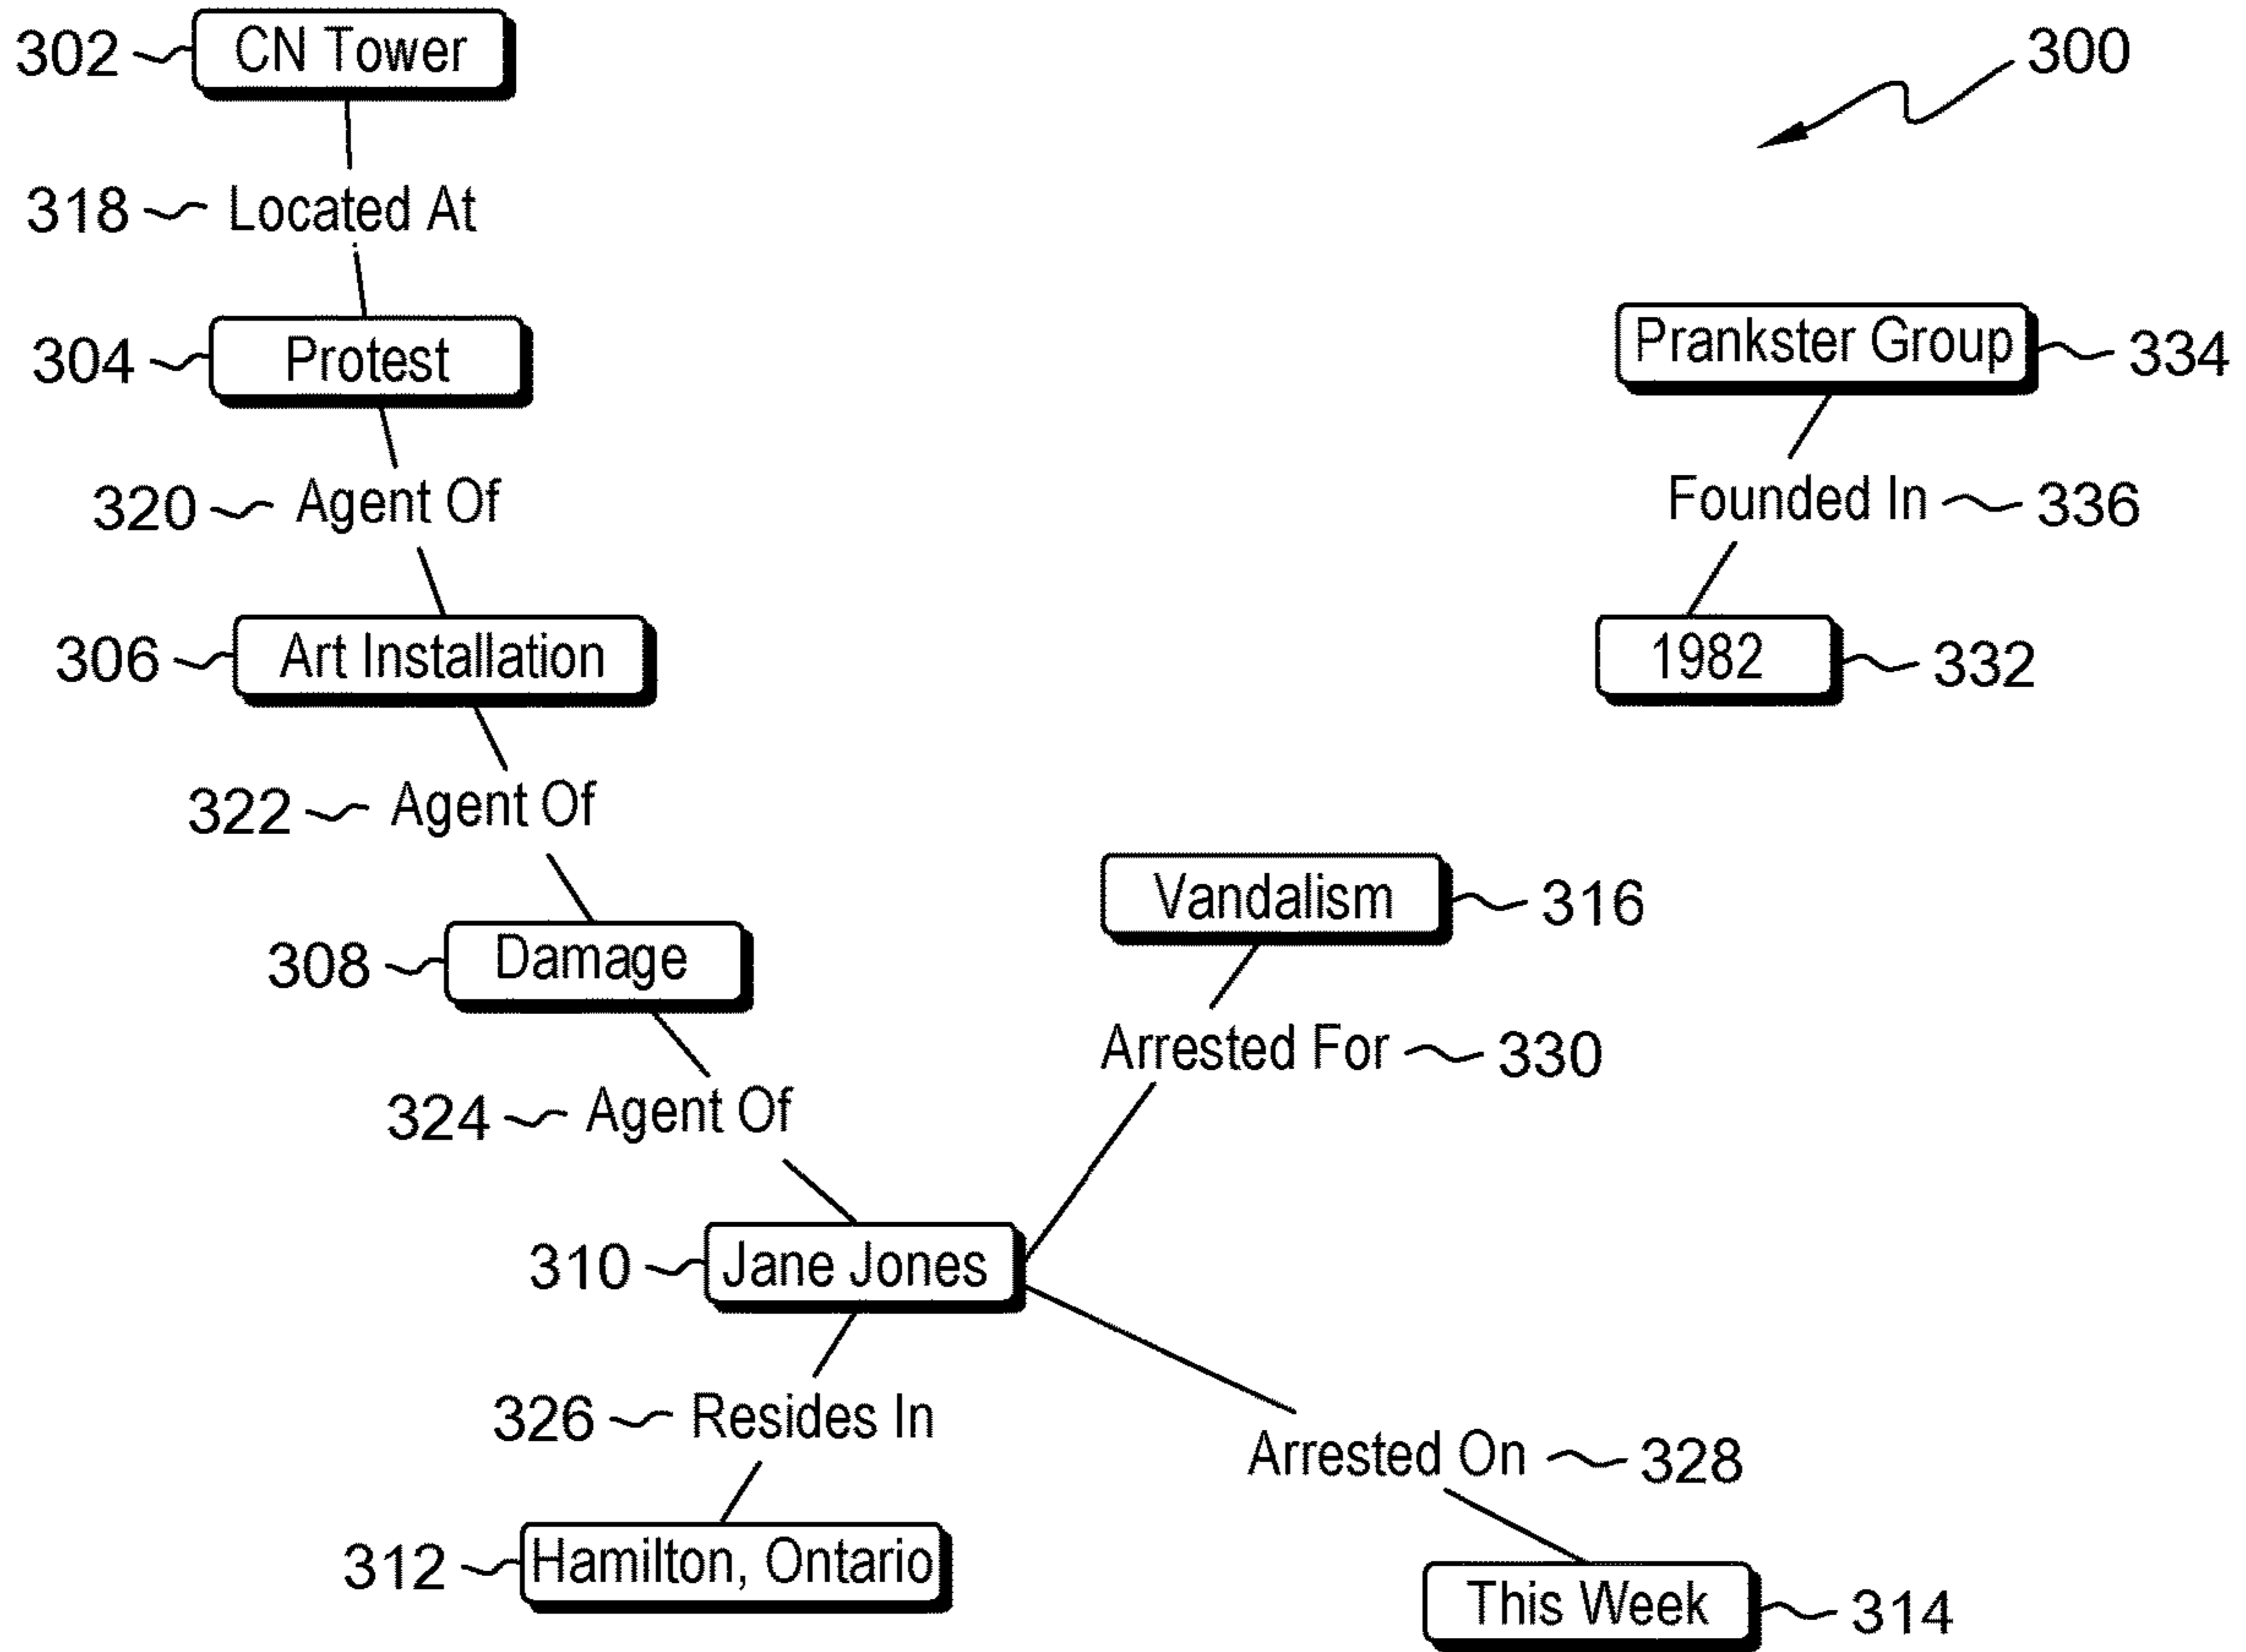 302 CN Tower
300
318 Located At
304 Protest
Prankster Group 334
320 Agent Of
Founded In 336
306 Art Installation
1982 332
322 Agent Of
Vandalism 316
308 Damage
Arrested For 330
324 Agent Of
310 Jane Jones
326 Resides In
Arrested On 328
312 Hamilton, Ontario
This Week 314